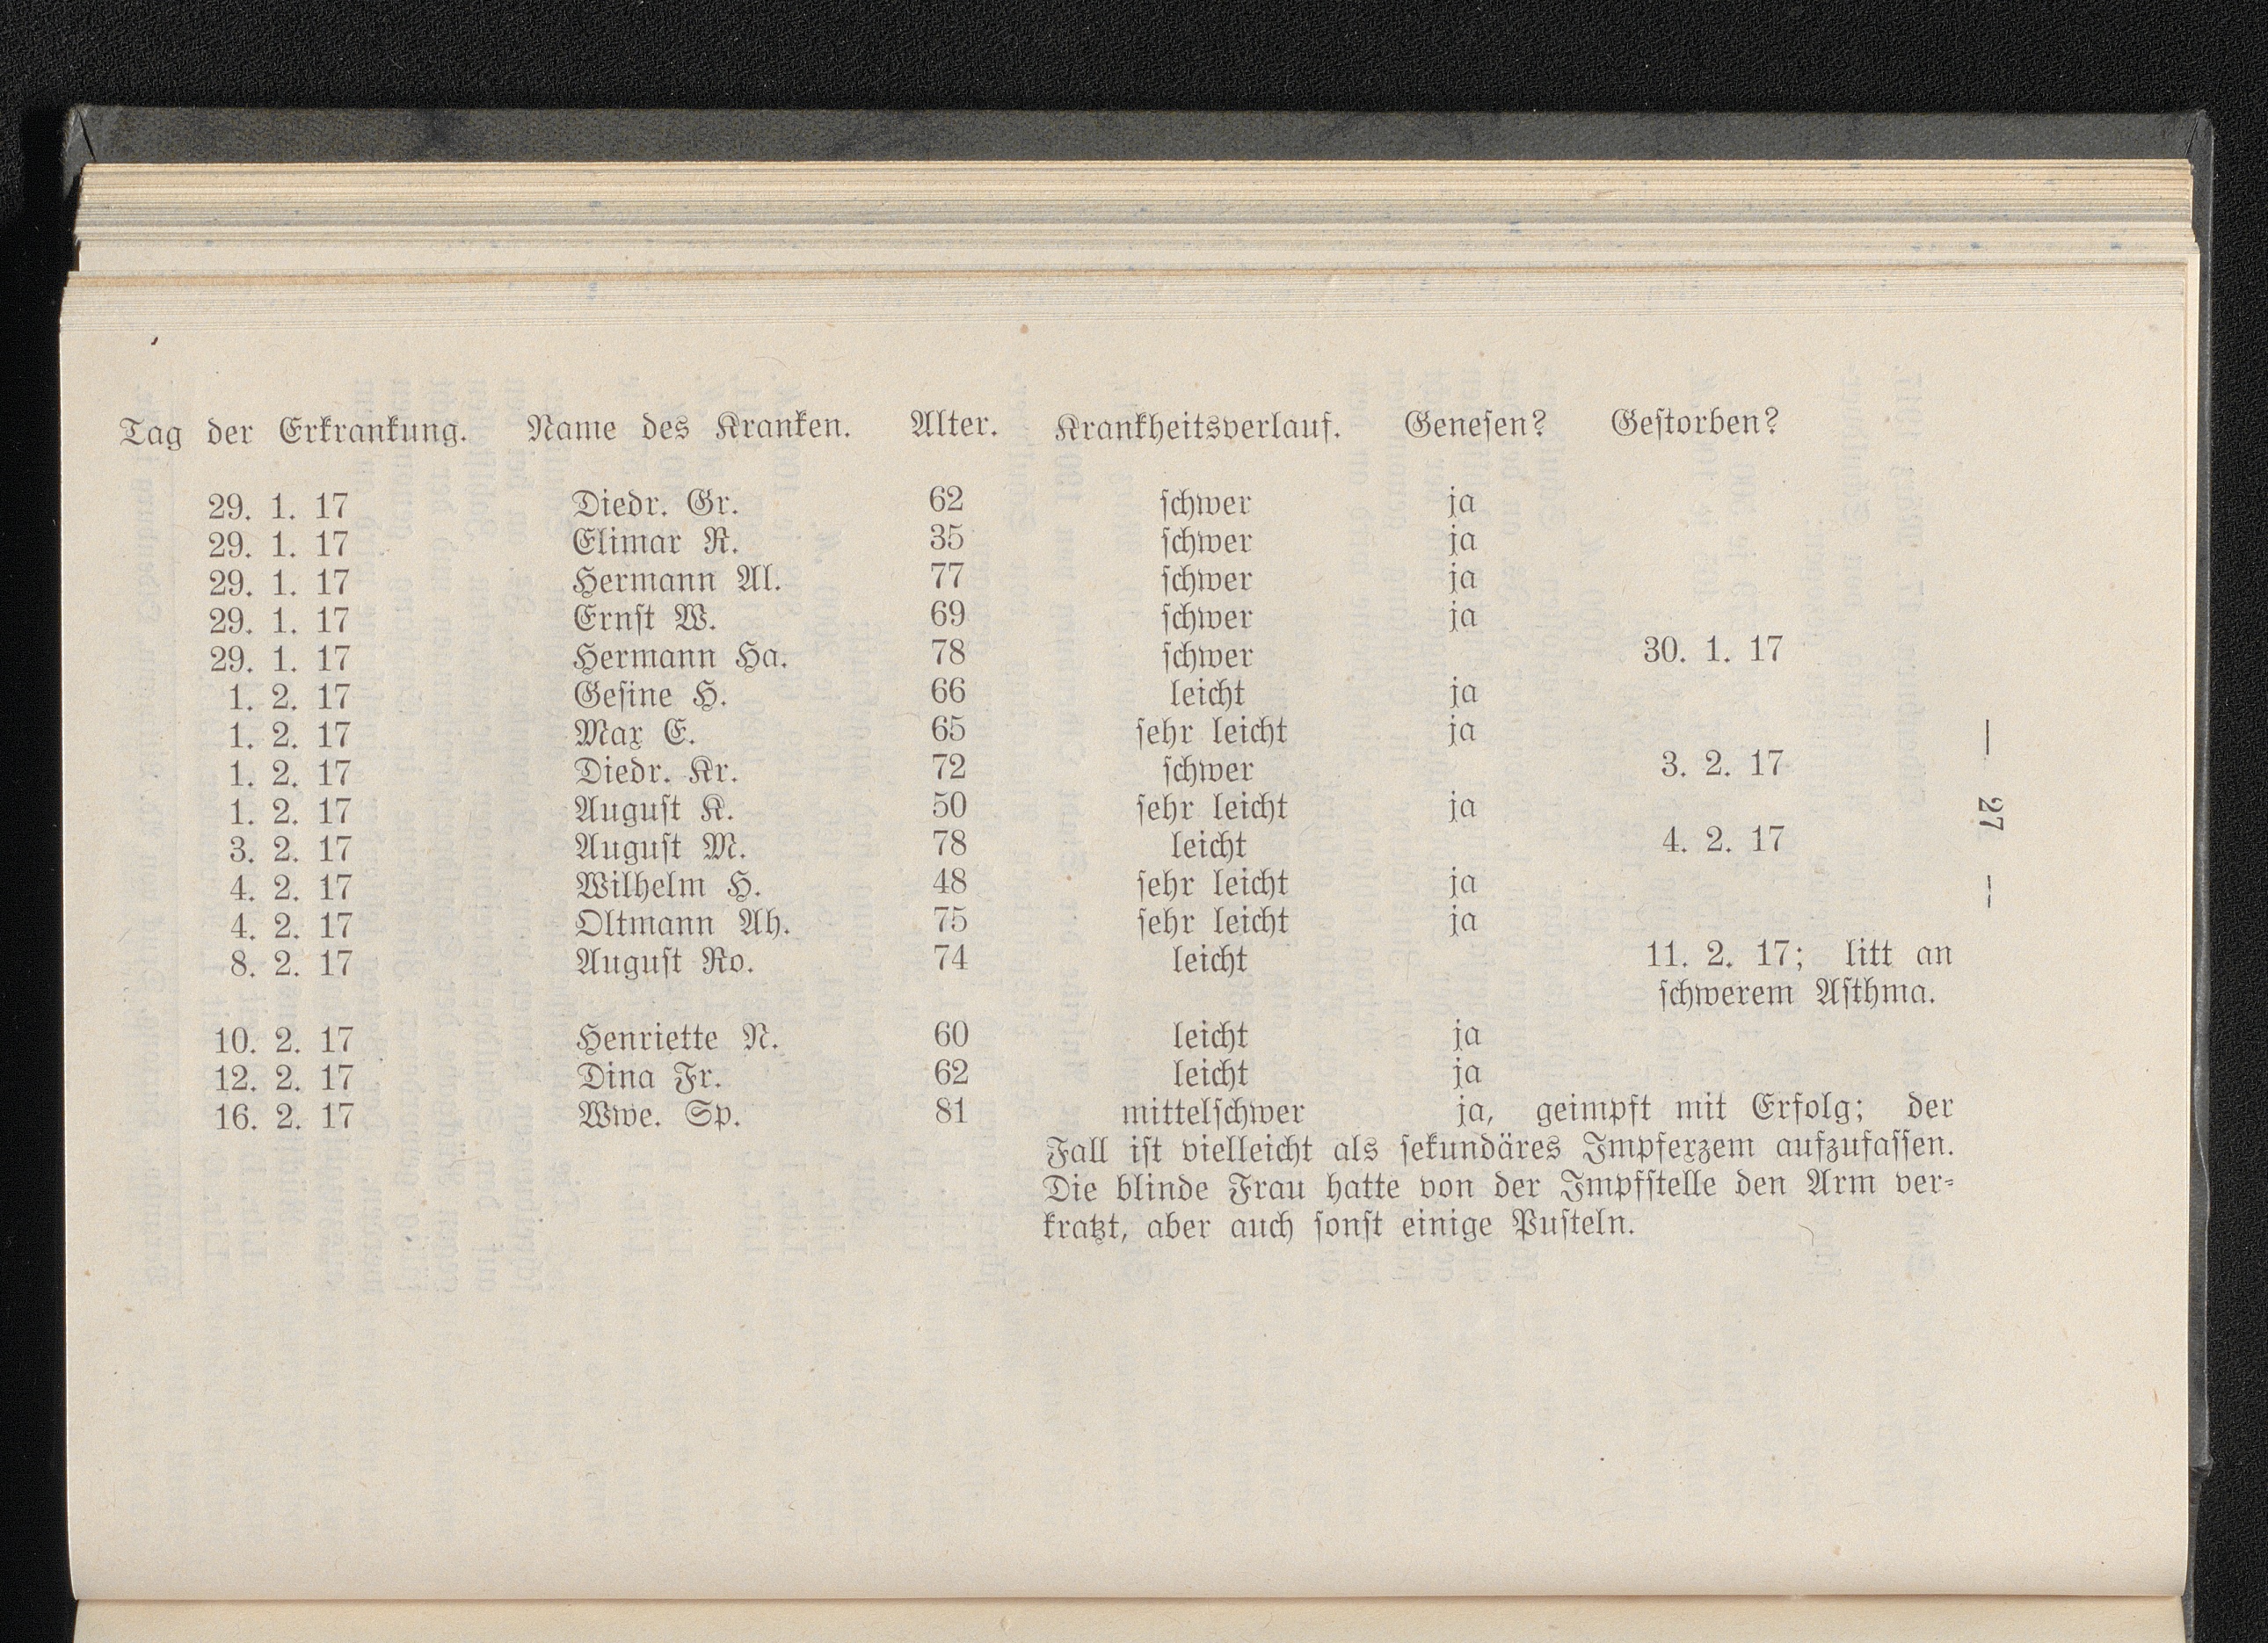 Tag der Erkrankung. Name des Kranken. Alter. Krankheitsverlauf. Geneſen? Geſtorben?
29. 1. 17 Diedr. Gr. 62 ſchwer ja
29. 1. 17 Elimar R. 35 ſchwer ja
29. 1. 17 Hermann Al. 77 ſchwer ja
29. 1. 17 Ernſt W. 69 ſchwer ja
29. 1. 17 Hermann Ha. 78 ſchwer 30. 1. 17
1. 2. 17 Geſine H. 66 leicht ja
1. 2. 17 Max E. 65 ſehr leicht ja
1. 2. 17 Diedr. Kr. 72 ſchwer 3. 2. 17
1. 2. 17 Auguſt K. 50 ſehr leicht ja
3. 2. 17 Auguſt M. 78 leicht 4. 2. 17
4. 2. 17 Wilhelm H. 48 ſehr leicht ja
4. 2. 17 Oltmann Ah. 75 ſehr leicht ja
8. 2. 17 Auguſt Ro. 74 leicht 11. 2. 17; litt an
ſchwerem Aſthma.
10. 2. 17 Henriette N. 60 leicht ja
12. 2. 17 Dina Fr. 62 leicht ja
16. 2. 17 Wwe. Sp. 81 mittelſchwer ja, geimpft mit Erfolg; der
Fall iſt vielleicht als ſekundäres Impfexzem aufzufaſſen.
Die blinde Frau hatte von der Impfſtelle den Arm ver-
kratzt, aber auch ſonſt einige Puſteln.
— 27 —